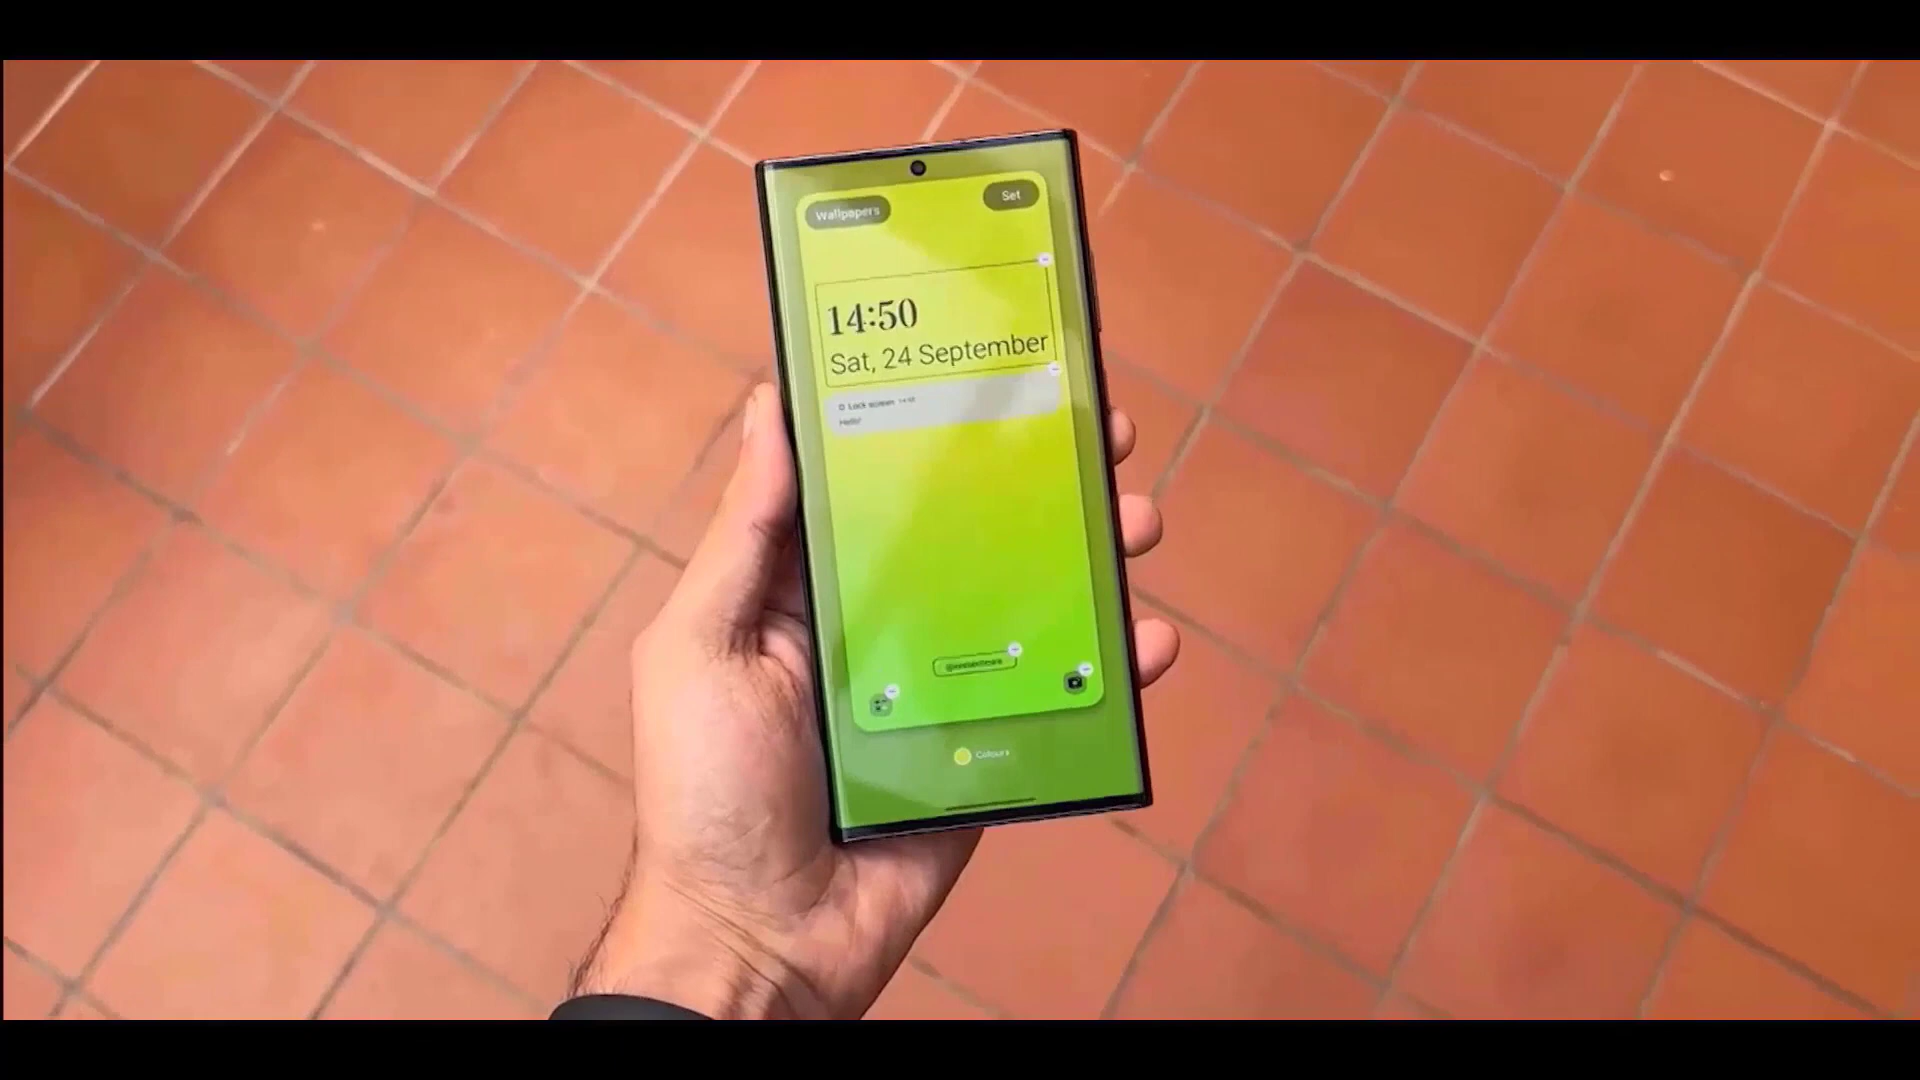 Wallpapers
Set
14:50
Sat, 24 September
Lock screen
Hello!
Colours